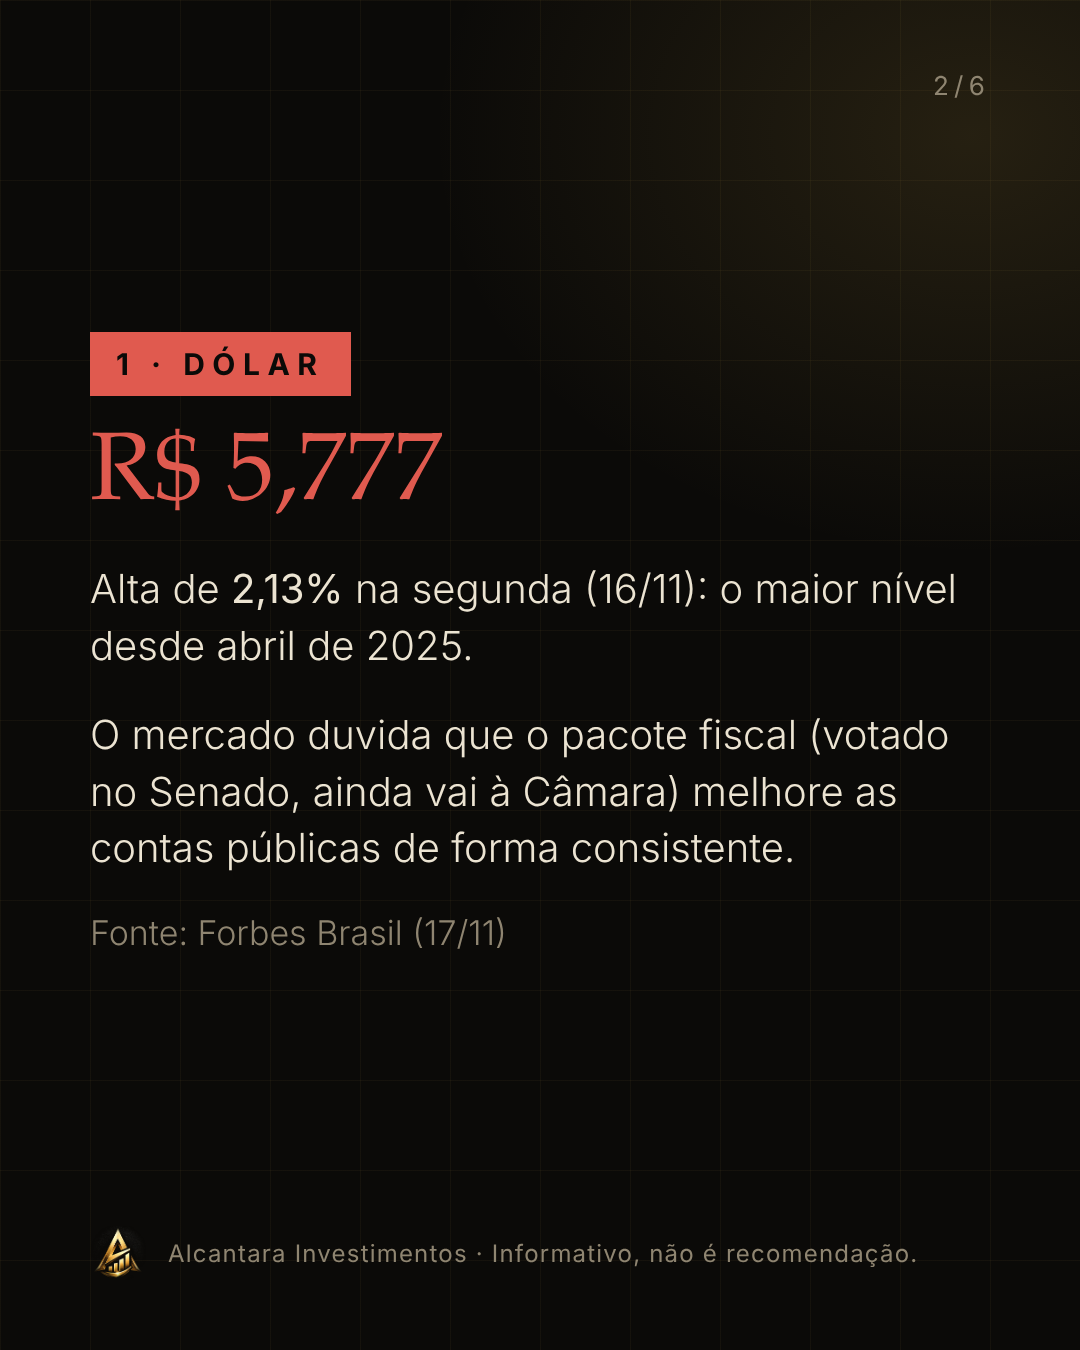 2/6
1 · DÓLAR
R$ 5,777
Alta de 2,13% na segunda (16/11): o maior nível
desde abril de 2025.
O mercado duvida que o pacote fiscal (votado
no Senado, ainda vai à Câmara) melhore as
contas públicas de forma consistente.
Fonte: Forbes Brasil (17/11)
Alcantara Investimentos · Informativo, não é recomendação.